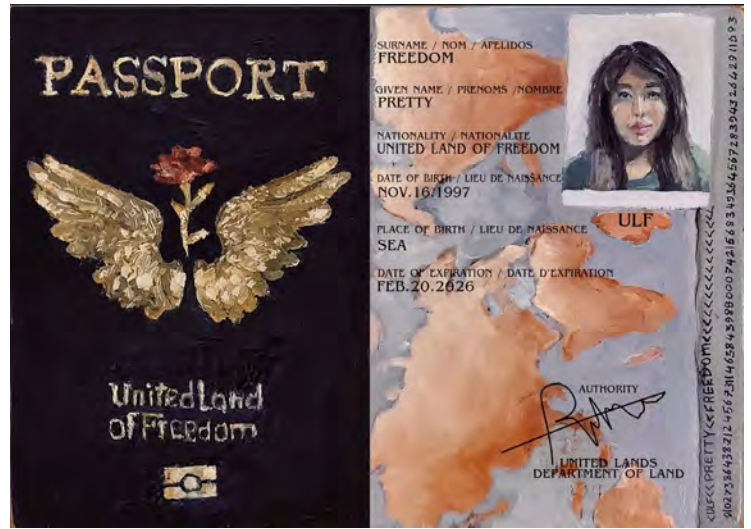 PASSPORT
United Land
of Freedom
SURNAME / NOM / APELIDOS
FREEDOM
GIVEN NAME / PRENOMS /NOMBRE
PRETTY
NATIONALITY / NATIONALITE
UNITED LAND OF FREEDOM
DATE OF BIRTH / LIEU DE NAISSANCE
NOV.16.1997
ULF
PLACE OF BIRTH / LIEU DE NAISSANCE
SEA
DATE OF EXPIRATION / DATE D'EXPIRATION
FEB.20.2026
AUTHORITY
UNITED LANDS
DEPARTMENT OF LAND